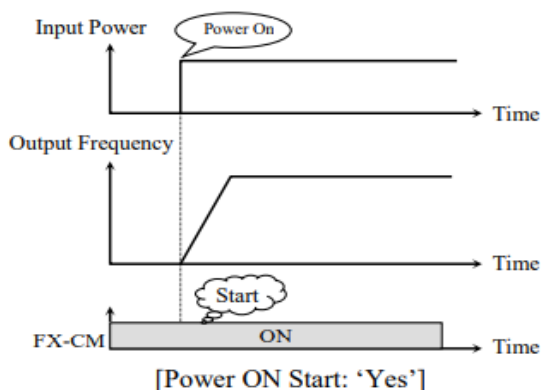 Input Power
Power On
Time
Output Frequency
Time
Start
FX-CM
ON
Time
[Power ON Start: ‘Yes’]